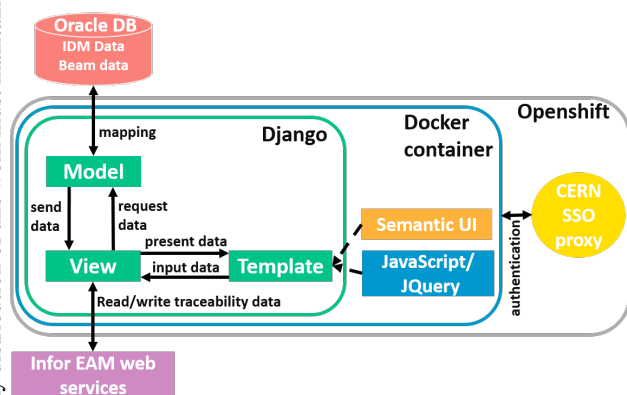 Oracle DB
IDM Data
Beam data
mapping
Openshift
Docker
container
Django
Model
send
data
request
data
present data
View
input data
Template
Read/write traceability data
Semantic UI
JavaScript/
JQuery
authentication
CERN
SSO
proxy
Infor EAM web
services